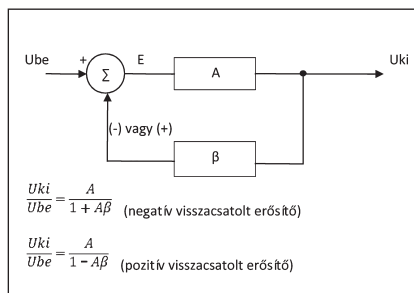 Ube + Σ E A Uki
(-) vagy (+)
β
Uki/Ube = A/(1 + Aβ) (negatív visszacsatolt erősítő)
Uki/Ube = A/(1 − Aβ) (pozitív visszacsatolt erősítő)